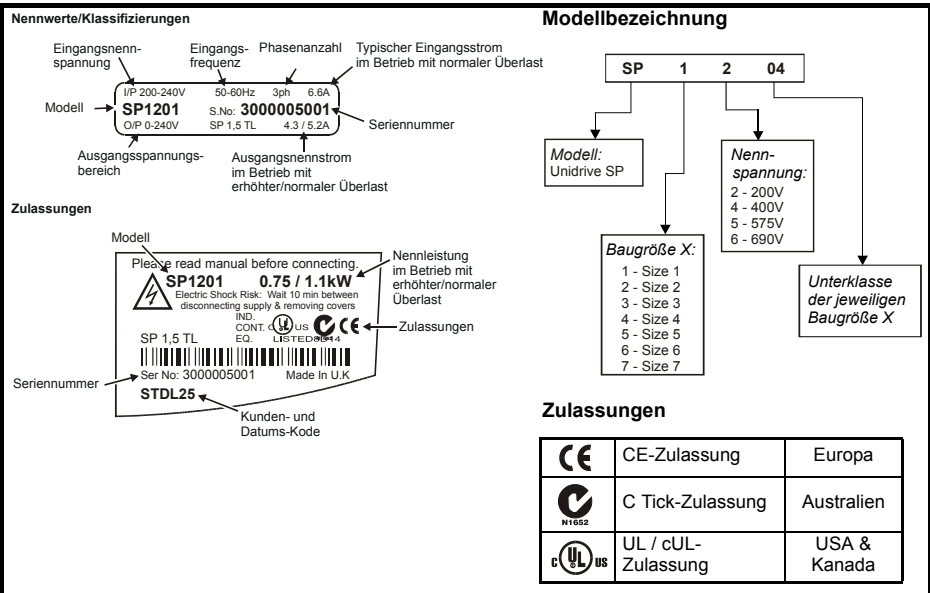 Nennwerte/Klassifizierungen
Eingangsnenn-
spannung
Eingangs-
frequenz
Phasenanzahl
Typischer Eingangsstrom
im Betrieb mit normaler Überlast
I/P 200-240V 50-60Hz 3ph 6.6A
Modell
SP1201 S.No: 3000005001
Seriennummer
O/P 0-240V SP 1,5 TL 4.3 / 5.2A
Ausgangsspannungs-
bereich
Ausgangsnennstrom
im Betrieb mit
erhöhter/normaler Überlast
Zulassungen
Modell
Please read manual before connecting.
SP1201 0.75 / 1.1kW
Electric Shock Risk: Wait 10 min between
disconnecting supply & removing covers
Nennleistung
im Betrieb mit
erhöhter/normaler
Überlast
IND.
CONT.
EQ.
C UL US
CE
LISTED
Zulassungen
SP 1,5 TL
Seriennummer
Ser No: 3000005001 Made In U.K
STDL25
Kunden- und
Datums-Kode
Modellbezeichnung
SP 1 2 04
Modell:
Unidrive SP
Nenn-
spannung:
2 - 200V
4 - 400V
5 - 575V
6 - 690V
Baugröße X:
1 - Size 1
2 - Size 2
3 - Size 3
4 - Size 4
5 - Size 5
6 - Size 6
7 - Size 7
Unterklasse
der jeweiligen
Baugröße X
Zulassungen
CE CE-Zulassung Europa
N1652 C Tick-Zulassung Australien
C UL US UL / cUL-
Zulassung
USA &
Kanada